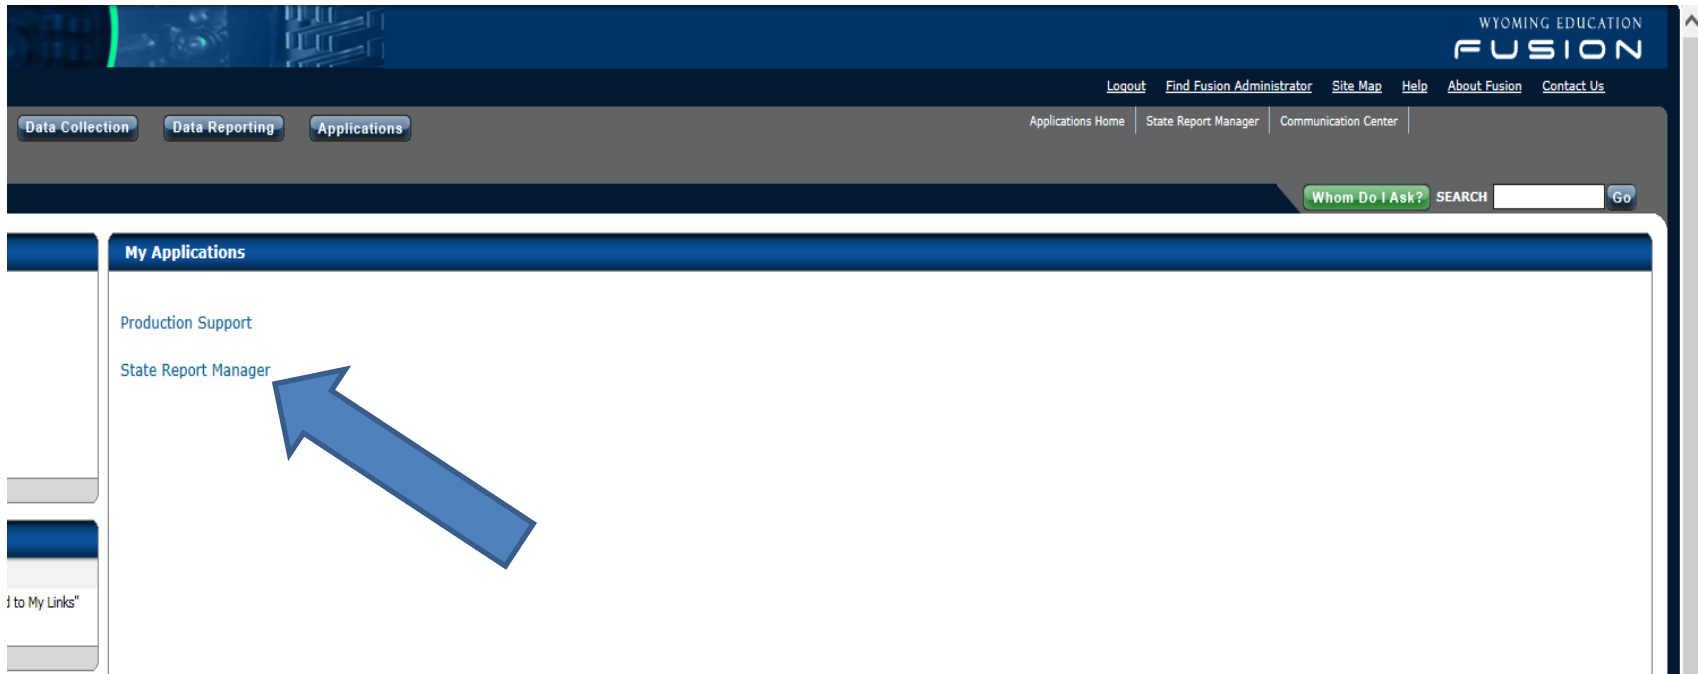 WYOMING EDUCATION
FUSION
Logout Find Fusion Administrator Site Map Help About Fusion Contact Us
Data Collection Data Reporting Applications
Applications Home State Report Manager Communication Center
Whom Do I Ask? SEARCH Go
My Applications
Production Support
State Report Manager
to My Links"